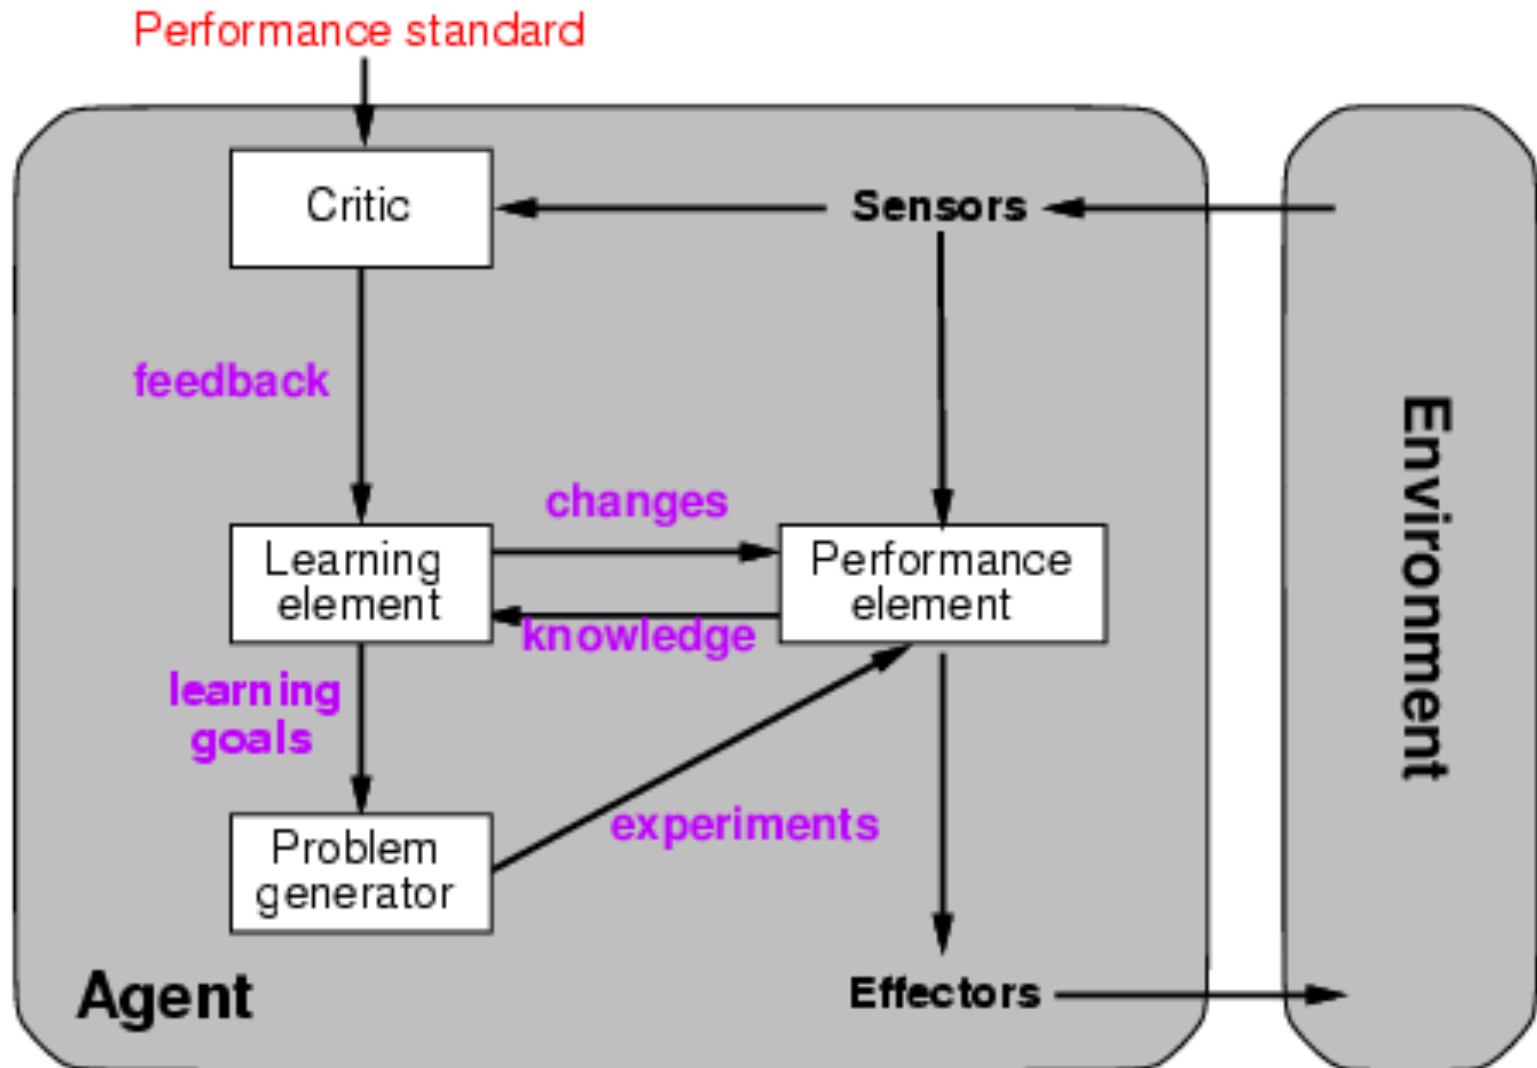 Performance standard
Critic
Sensors
feedback
changes
Learning
element
Performance
element
knowledge
learning
goals
experiments
Problem
generator
Agent
Effectors
Environment